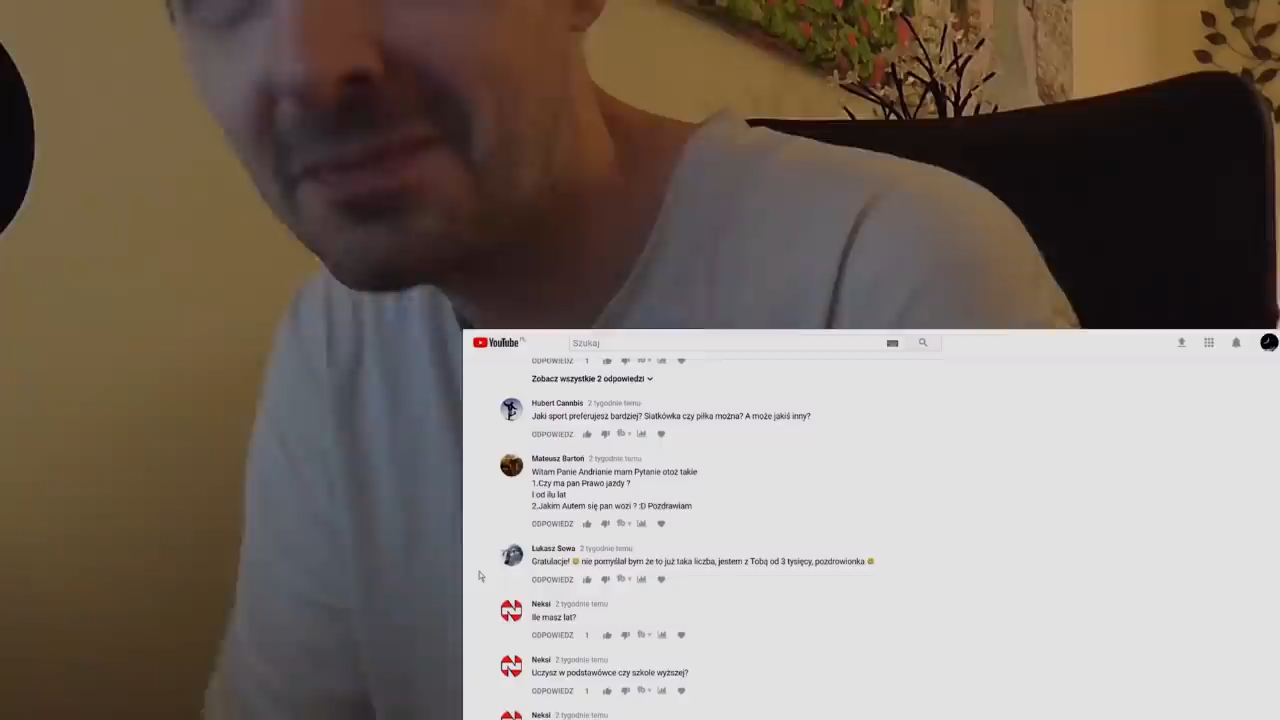 YouTube PL
Szukaj
ODPOWIEDZ 1
Zobacz wszystkie 2 odpowiedzi
Hubert Cannbis 2 tygodnie temu
Jaki sport preferujesz bardziej? Siatkówka czy piłka można? A może jakiś inny?
ODPOWIEDZ
Mateusz Bartoń 2 tygodnie temu
Witam Panie Andrianie mam Pytanie otoż takie
1.Czy ma pan Prawo jazdy ?
I od ilu lat
2.Jakim Autem się pan wozi ? :D Pozdrawiam
ODPOWIEDZ
Łukasz Sowa 2 tygodnie temu
Gratulacje! nie pomyślał bym że to już taka liczba, jestem z Tobą od 3 tysięcy, pozdrowionka
ODPOWIEDZ
Neksi 2 tygodnie temu
Ile masz lat?
ODPOWIEDZ 1
Neksi 2 tygodnie temu
Uczysz w podstawówce czy szkole wyższej?
ODPOWIEDZ 1
Neksi 2 tygodnie temu